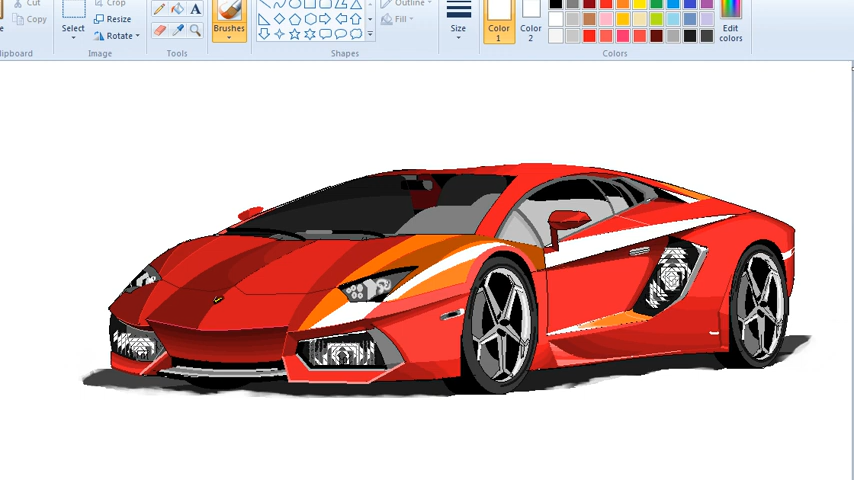 Cut
Crop
Copy
Select
Resize
Rotate
A
Brushes
Outline
Fill
Size
Color
1
Color
2
Edit
colors
Image
Tools
Shapes
Colors